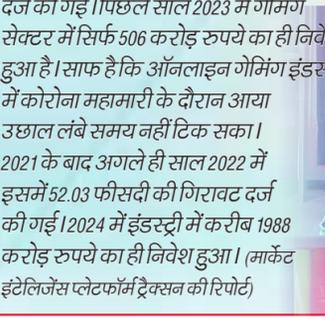 दर्ज की गई। पिछले साल 2023 में गेमिंग
सेक्टर में सिर्फ 506 करोड़ रुपये का ही
हुआ है। साफ है कि ऑनलाइन गेमिंग
में कोरोना महामारी के दौरान आया
उछाल लंबे समय नहीं टिक सका।
2021 के बाद अगले ही साल 2022 में
इसमें 52.03 फीसदी की गिरावट दर्ज
की गई। 2024 में इंडस्ट्री में करीब 1988
करोड़ रुपये का ही निवेश हुआ। (मार्केट
इंटेलिजेंस प्लेटफॉर्म ट्रैक्सन की रिपोर्ट)